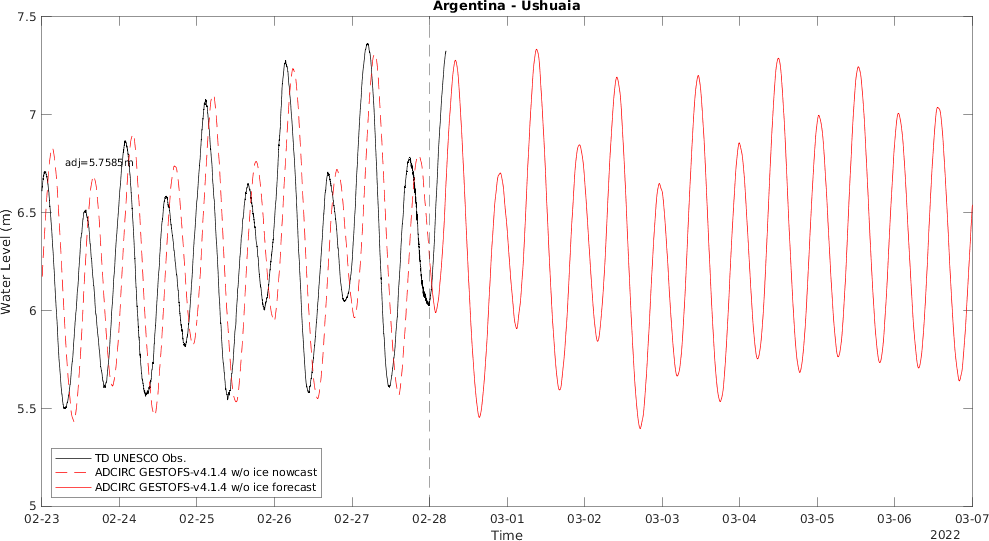 Argentina - Ushuaia
7.5
7
6.5
6
5.5
5
Water Level (m)
adj=5.7585m
TD UNESCO Obs.
ADCIRC GESTOFS-v4.1.4 w/o ice nowcast
ADCIRC GESTOFS-v4.1.4 w/o ice forecast
02-23 02-24 02-25 02-26 02-27 02-28 03-01 03-02 03-03 03-04 03-05 03-06 03-07
Time
2022